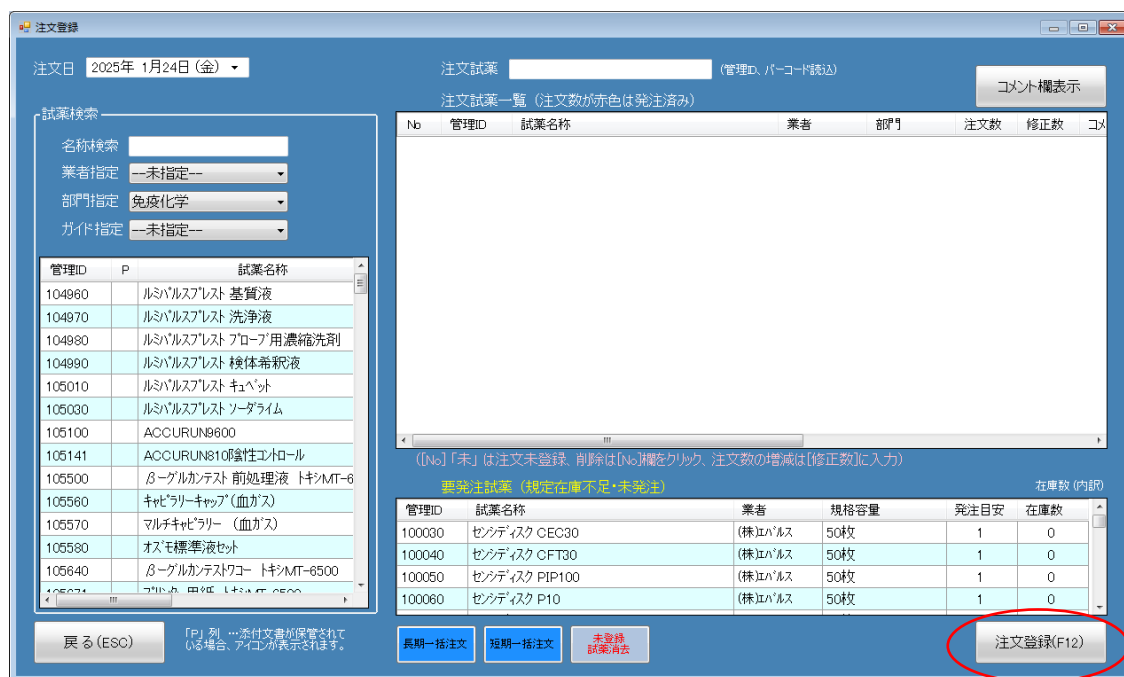 注文登録
注文日 2025年 1月24日(金)
注文試薬 (管理ID、バーコード読込)
コメント欄表示
注文試薬一覧 (注文数が赤色は発注済み)
試薬検索
名称検索
業者指定 --未指定--
部門指定 免疫化学
ガイド指定 --未指定--
No 管理ID 試薬名称 業者 部門 注文数 修正数 コメ
管理ID P 試薬名称
104960 ルミパルスプレスト 基質液
104970 ルミパルスプレスト 洗浄液
104980 ルミパルスプレスト プローブ用濃縮洗剤
104990 ルミパルスプレスト 検体希釈液
105010 ルミパルスプレスト キュベット
105030 ルミパルスプレスト ソーダライム
105100 ACCURUN9600
105141 ACCURUN810陰性コントロール
105500 β-グルカンテスト 前処理液 トキシMT-6
105560 キャピラリーキャップ(血ガス)
105570 マルチキャピラリー (血ガス)
105580 オズモ標準液セット
105640 β-グルカンテストワコー トキシMT-6500
105671 プリンタ 用紙 トキシMT-6500
([No]「未」は注文未登録、削除は[No]欄をクリック、注文数の増減は[修正数]に入力)
要発注試薬 (規定在庫不足・未発注) 在庫数(内訳)
管理ID 試薬名称 業者 規格容量 発注目安 在庫数
100030 センシディスク CEC30 (株)エバルス 50枚 1 0
100040 センシディスク CFT30 (株)エバルス 50枚 1 0
100050 センシディスク PIP100 (株)エバルス 50枚 1 0
100060 センシディスク P10 (株)エバルス 50枚 1 0
戻る(ESC)
「P」列 …添付文書が保管されて
いる場合、アイコンが表示されます。
長期一括注文
短期一括注文
未登録
試薬消去
注文登録(F12)